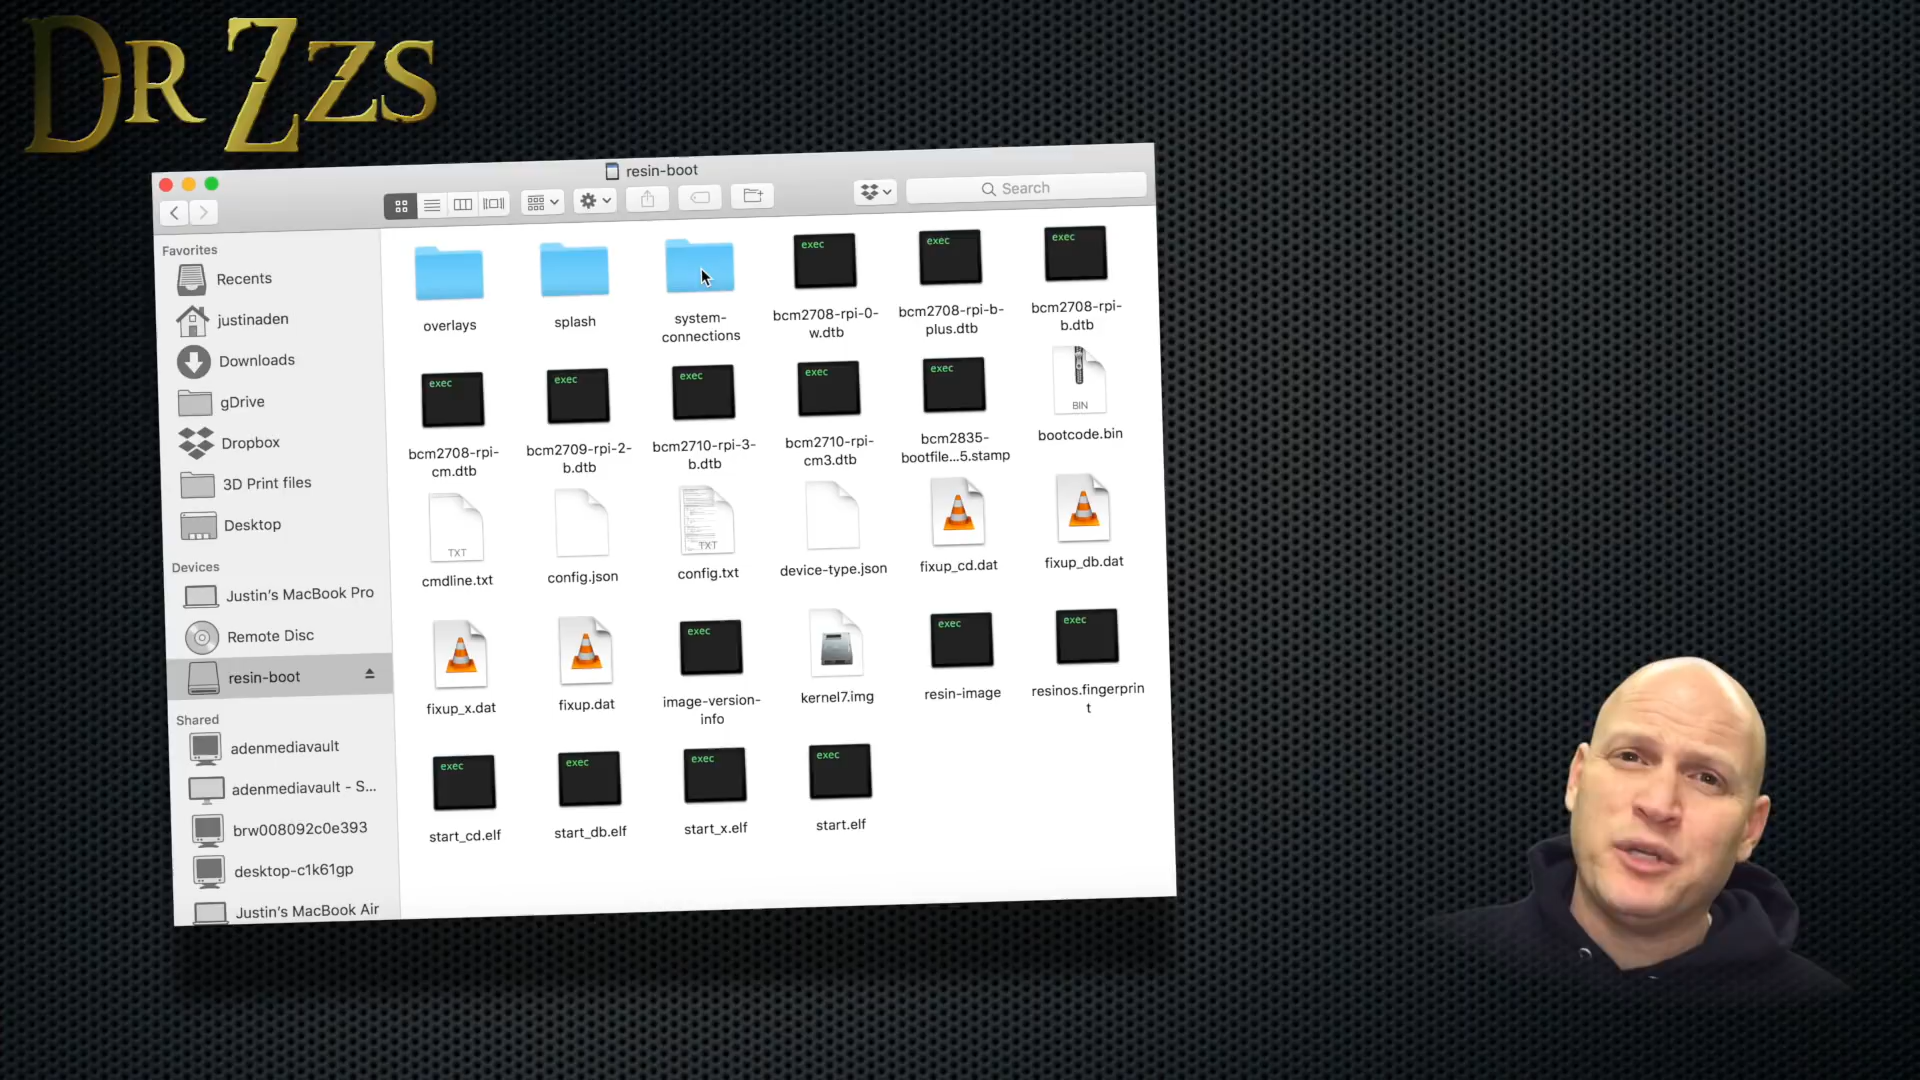 DR ZZS
resin-boot
Search
Favorites
Recents
justinaden
Downloads
gDrive
Dropbox
3D Print files
Desktop
Devices
Justin's MacBook Pro
Remote Disc
resin-boot
Shared
adenmediavault
adenmediavault - S...
brw008092c0e393
desktop-c1k61gp
Justin's MacBook Air
overlays
splash
system-
connections
exec
bcm2708-rpi-0-
w.dtb
exec
bcm2708-rpi-b-
plus.dtb
exec
bcm2708-rpi-
b.dtb
exec
bcm2708-rpi-
cm.dtb
exec
bcm2709-rpi-2-
b.dtb
exec
bcm2710-rpi-3-
b.dtb
exec
bcm2710-rpi-
cm3.dtb
exec
bcm2835-
bootfile...5.stamp
BIN
bootcode.bin
TXT
cmdline.txt
config.json
TXT
config.txt
device-type.json
fixup_cd.dat
fixup_db.dat
fixup_x.dat
fixup.dat
exec
image-version-
info
kernel7.img
exec
resin-image
exec
resinos.fingerprin
t
exec
start_cd.elf
exec
start_db.elf
exec
start_x.elf
exec
start.elf